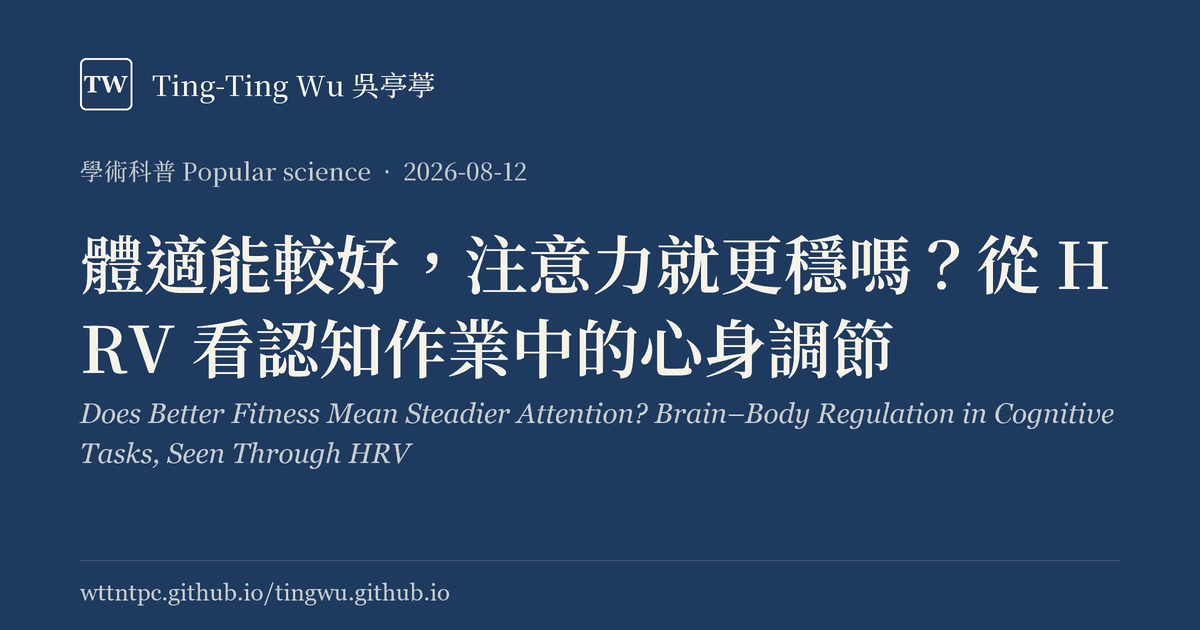 TW
Ting-Ting Wu 吳亭葶
學術科普 Popular science · 2026-08-12
體適能較好，注意力就更穩嗎？從 H
RV 看認知作業中的心身調節
Does Better Fitness Mean Steadier Attention? Brain–Body Regulation in Cognitive
Tasks, Seen Through HRV
wttntpc.github.io/tingwu.github.io